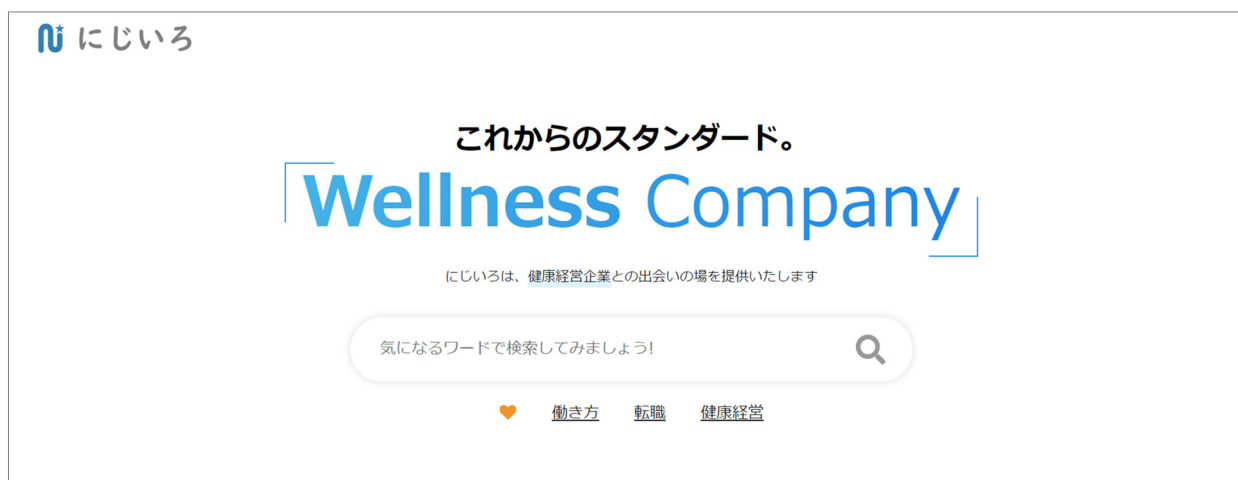 にじいろ
これからのスタンダード。
Wellness Company
にじいろは、健康経営企業との出会いの場を提供いたします
気になるワードで検索してみましょう!
働き方 転職 健康経営